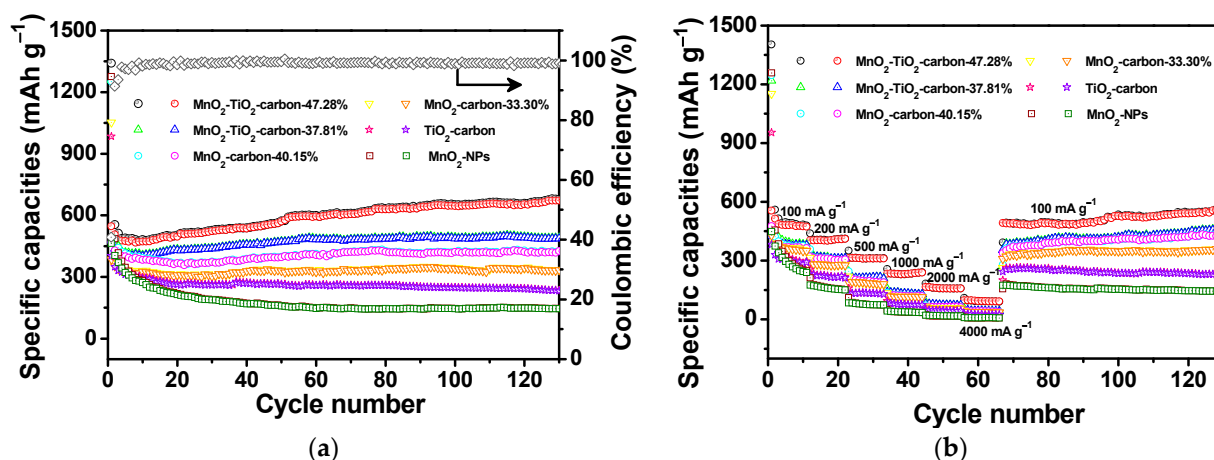 (a)
Specific capacities (mAh g⁻¹)
1500
1200
900
600
300
0
0 20 40 60 80 100 120
Cycle number
100
80
60
40
20
0
Coulombic efficiency (%)
MnO₂-TiO₂-carbon-47.28%
MnO₂-carbon-33.30%
MnO₂-TiO₂-carbon-37.81%
TiO₂-carbon
MnO₂-carbon-40.15%
MnO₂-NPs
(b)
Specific capacities (mAh g⁻¹)
1500
1200
900
600
300
0
0 20 40 60 80 100 120
Cycle number
MnO₂-TiO₂-carbon-47.28%
MnO₂-carbon-33.30%
MnO₂-TiO₂-carbon-37.81%
TiO₂-carbon
MnO₂-carbon-40.15%
MnO₂-NPs
100 mA g⁻¹
200 mA g⁻¹
500 mA g⁻¹
1000 mA g⁻¹
2000 mA g⁻¹
4000 mA g⁻¹
100 mA g⁻¹